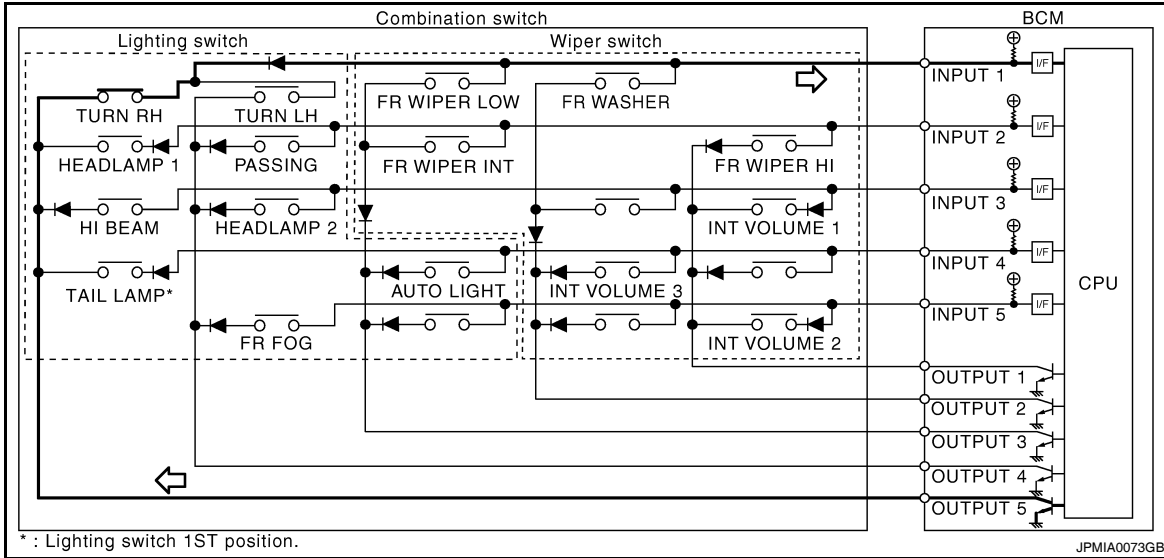 Combination switch
BCM
Lighting switch
Wiper switch
INPUT 1
I/F
TURN RH
TURN LH
FR WIPER LOW
FR WASHER
INPUT 2
I/F
HEADLAMP 1
PASSING
FR WIPER INT
FR WIPER HI
INPUT 3
I/F
HI BEAM
HEADLAMP 2
INT VOLUME 1
INPUT 4
I/F
TAIL LAMP*
AUTO LIGHT
INT VOLUME 3
CPU
INPUT 5
I/F
FR FOG
INT VOLUME 2
OUTPUT 1
OUTPUT 2
OUTPUT 3
OUTPUT 4
OUTPUT 5
* : Lighting switch 1ST position.
JPMIA0073GB